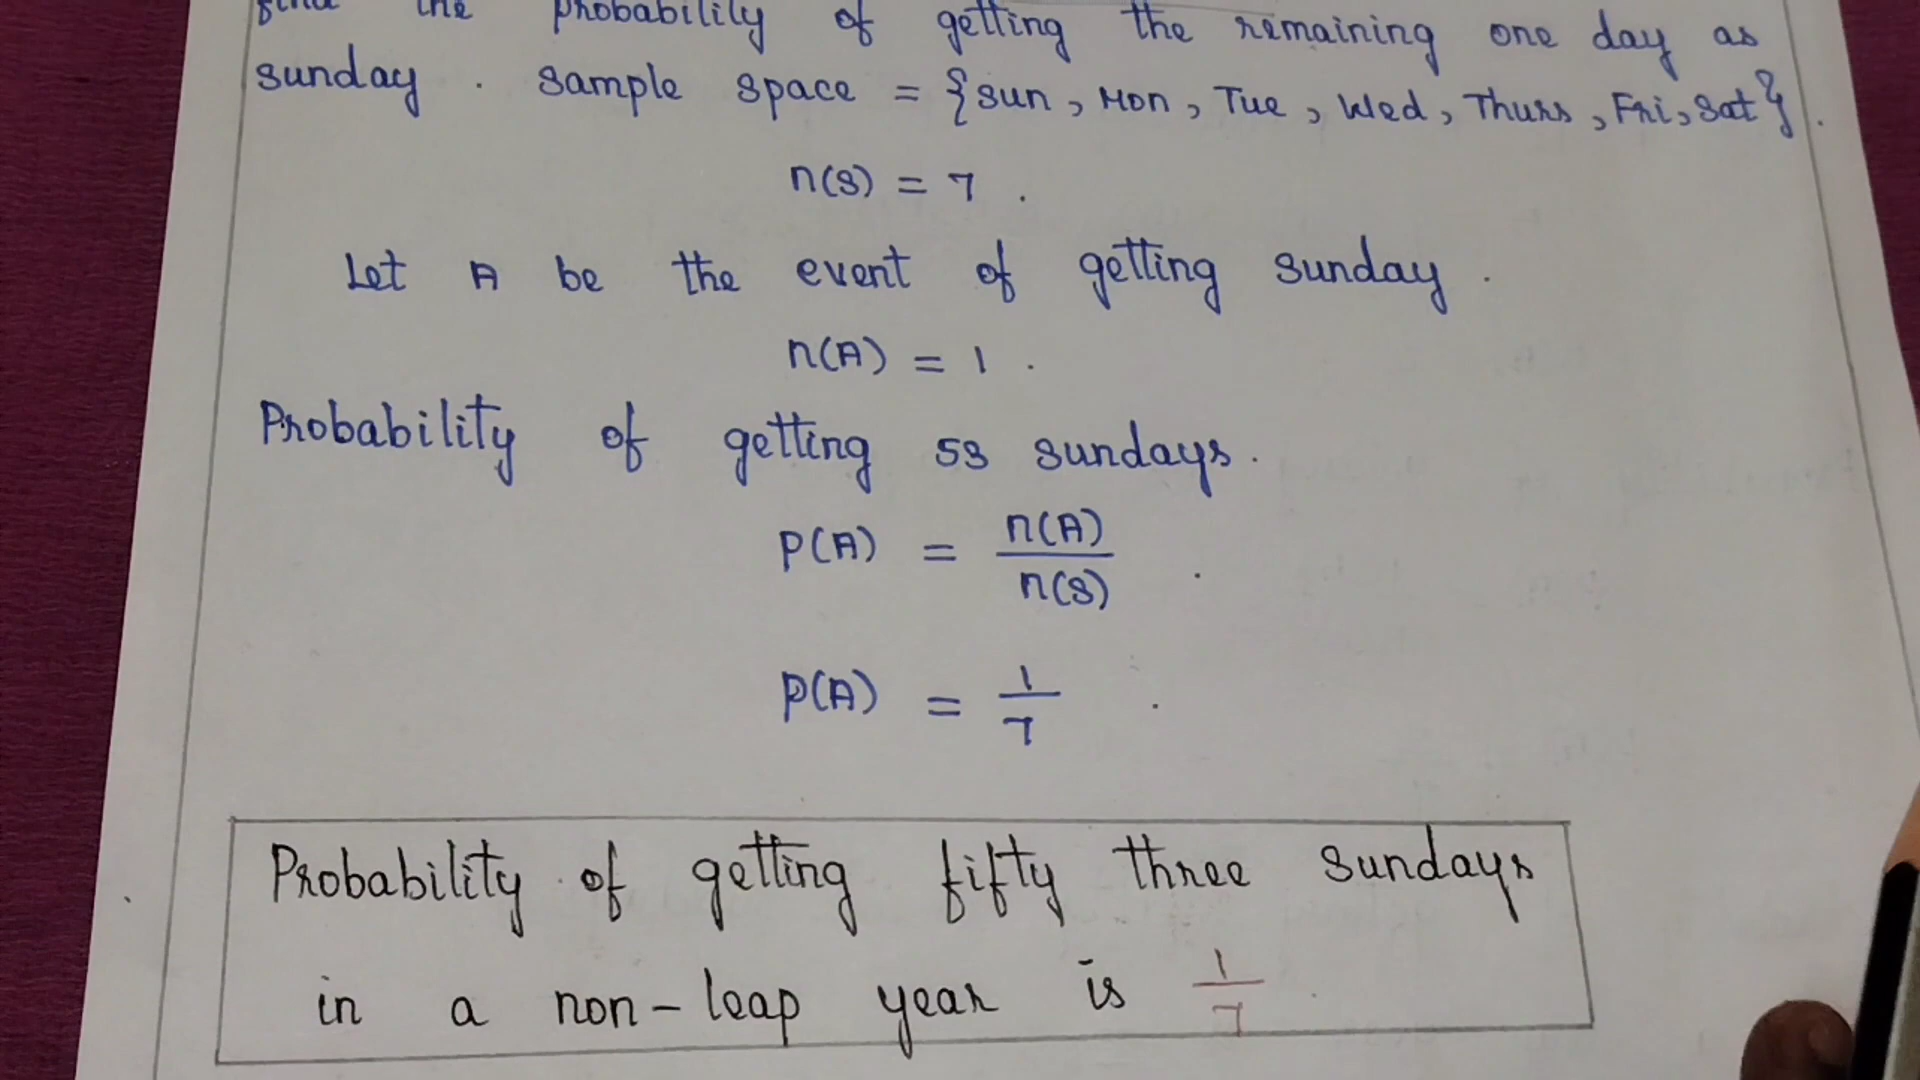 find the probability of getting the remaining one day as
sunday. sample space = {sun, Mon, Tue, Wed, Thurs, Fri, Sat}.
n(S) = 7.
Let A be the event of getting sunday.
n(A) = 1.
Probability of getting 53 sundays.
P(A) = n(A)/n(S).
P(A) = 1/7.
Probability of getting fifty three sundays
in a non-leap year is 1/7